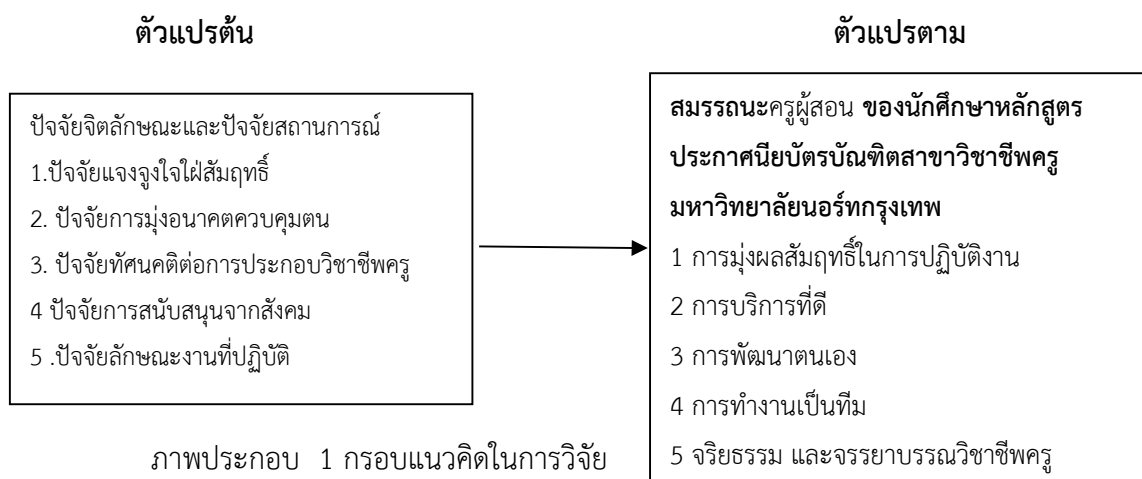 ตัวแปรต้น
ตัวแปรตาม
ปัจจัยจิตลักษณะและปัจจัยสถานการณ์
1.ปัจจัยแจงจูงใจใฝ่สัมฤทธิ์
2. ปัจจัยการมุ่งอนาคตควบคุมตน
3. ปัจจัยทัศนคติต่อการประกอบวิชาชีพครู
4 ปัจจัยการสนับสนุนจากสังคม
5 .ปัจจัยลักษณะงานที่ปฏิบัติ
สมรรถนะครูผู้สอน ของนักศึกษาหลักสูตร
ประกาศนียบัตรบัณฑิตสาขาวิชาชีพครู
มหาวิทยาลัยนอร์ทกรุงเทพ
1 การมุ่งผลสัมฤทธิ์ในการปฏิบัติงาน
2 การบริการที่ดี
3 การพัฒนาตนเอง
4 การทำงานเป็นทีม
5 จริยธรรม และจรรยาบรรณวิชาชีพครู
ภาพประกอบ 1 กรอบแนวคิดในการวิจัย